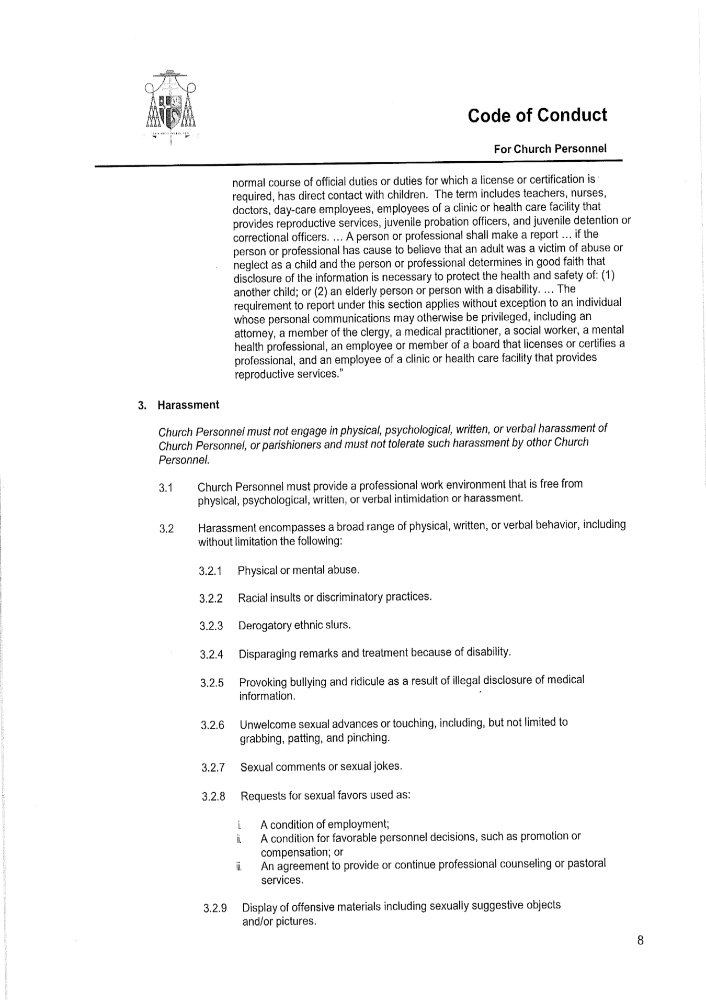 Code of Conduct
For Church Personnel
normal course of official duties or duties for which a license or certification is
required, has direct contact with children. The term includes teachers, nurses,
doctors, day-care employees, employees of a clinic or health care facility that
provides reproductive services, juvenile probation officers, and juvenile detention or
correctional officers. ... A person or professional shall make a report ... if the
person or professional has cause to believe that an adult was a victim of abuse or
neglect as a child and the person or professional determines in good faith that
disclosure of the information is necessary to protect the health and safety of: (1)
another child; or (2) an elderly person or person with a disability. ... The
requirement to report under this section applies without exception to an individual
whose personal communications may otherwise be privileged, including an
attorney, a member of the clergy, a medical practitioner, a social worker, a mental
health professional, an employee or member of a board that licenses or certifies a
professional, and an employee of a clinic or health care facility that provides
reproductive services.”
3. Harassment
Church Personnel must not engage in physical, psychological, written, or verbal harassment of
Church Personnel, or parishioners and must not tolerate such harassment by othor Church
Personnel.
3.1 Church Personnel must provide a professional work environment that is free from
physical, psychological, written, or verbal intimidation or harassment.
3.2 Harassment encompasses a broad range of physical, written, or verbal behavior, including
without limitation the following:
3.2.1 Physical or mental abuse.
3.2.2 Racial insults or discriminatory practices.
3.2.3 Derogatory ethnic slurs.
3.2.4 Disparaging remarks and treatment because of disability.
3.2.5 Provoking bullying and ridicule as a result of illegal disclosure of medical
information.
3.2.6 Unwelcome sexual advances or touching, including, but not limited to
grabbing, patting, and pinching.
3.2.7 Sexual comments or sexual jokes.
3.2.8 Requests for sexual favors used as:
i. A condition of employment;
ii. A condition for favorable personnel decisions, such as promotion or
compensation; or
iii. An agreement to provide or continue professional counseling or pastoral
services.
3.2.9 Display of offensive materials including sexually suggestive objects
and/or pictures.
8